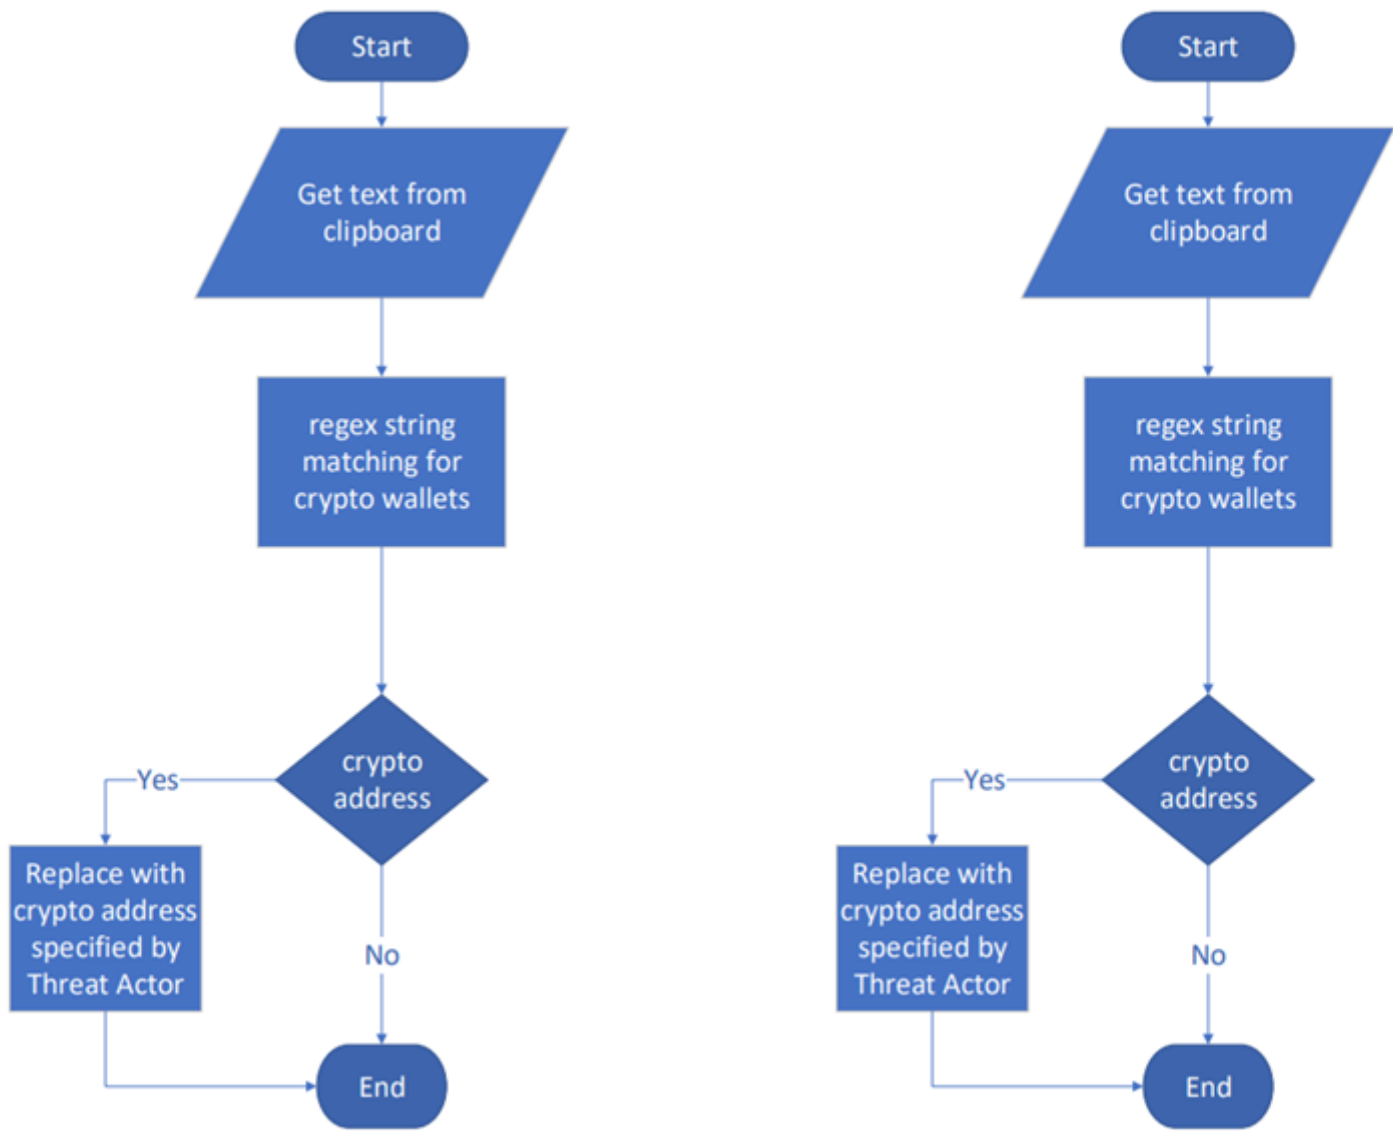 Start
Get text from
clipboard
regex string
matching for
crypto wallets
crypto
address
Yes
Replace with
crypto address
specified by
Threat Actor
No
End
Start
Get text from
clipboard
regex string
matching for
crypto wallets
crypto
address
Yes
Replace with
crypto address
specified by
Threat Actor
No
End